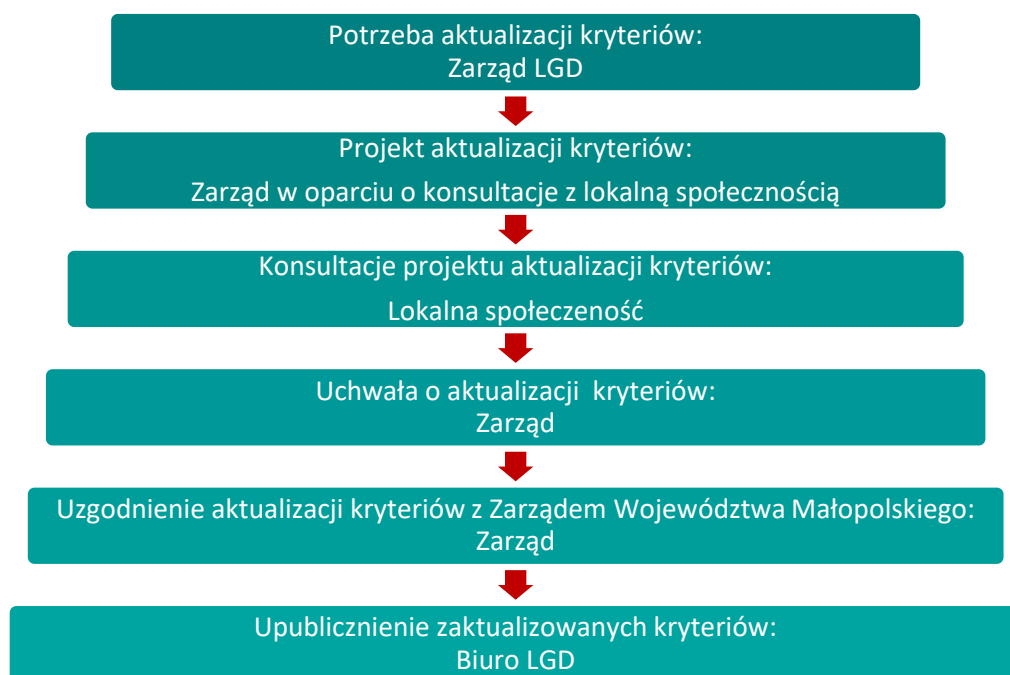 Potrzeba aktualizacji kryteriów:
Zarząd LGD
Projekt aktualizacji kryteriów:
Zarząd w oparciu o konsultacje z lokalną społecznością
Konsultacje projektu aktualizacji kryteriów:
Lokalna społeczeność
Uchwała o aktualizacji  kryteriów:
Zarząd
Uzgodnienie aktualizacji kryteriów z Zarządem Województwa Małopolskiego:
Zarząd
Upublicznienie zaktualizowanych kryteriów:
Biuro LGD